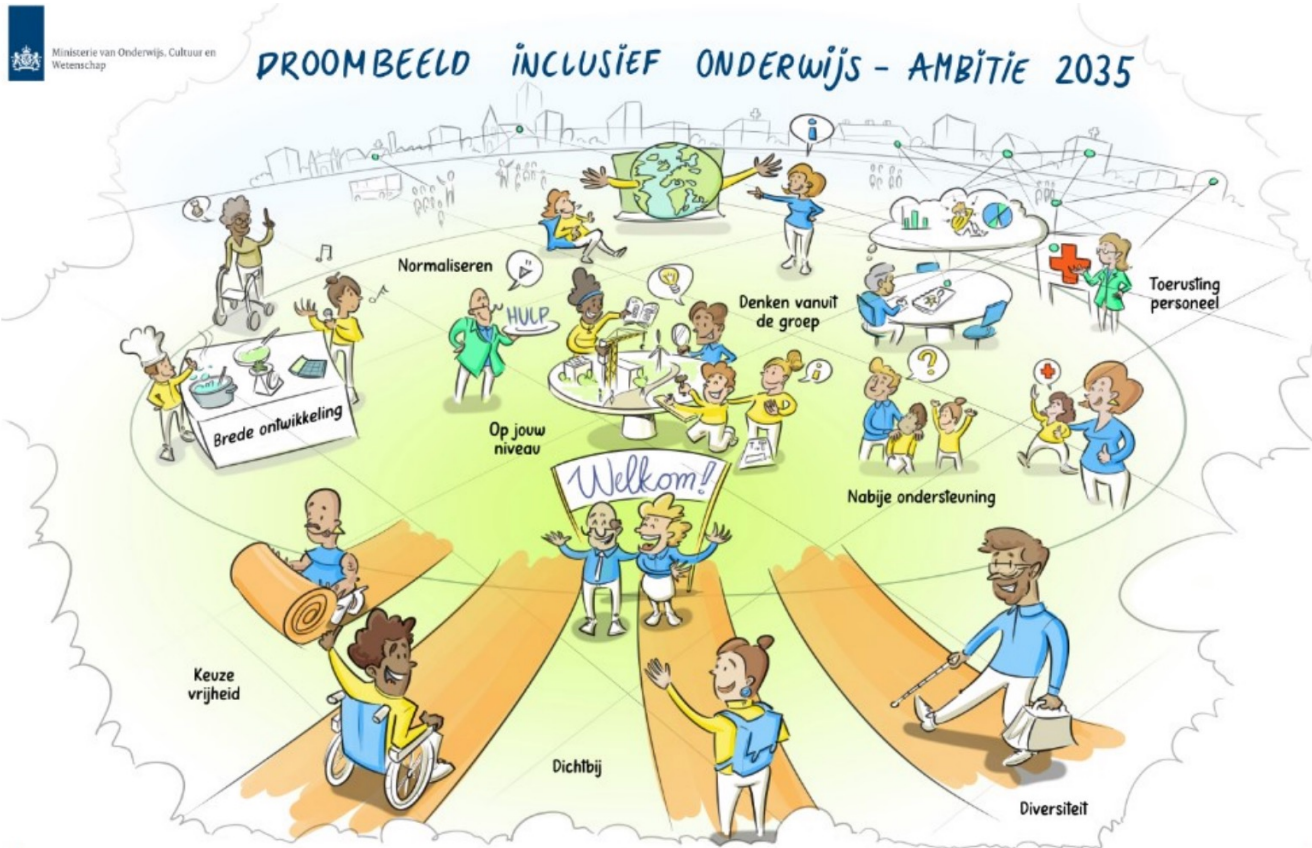 Ministerie van Onderwijs, Cultuur en
Wetenschap
DROOMBEELD INCLUSIEF ONDERWIJS - AMBITIE 2035
Normaliseren
HULP
Denken vanuit
de groep
Toerusting
personeel
Brede ontwikkeling
Op jouw
niveau
Welkom!
Nabije ondersteuning
Keuze
vrijheid
Dichtbij
Diversiteit